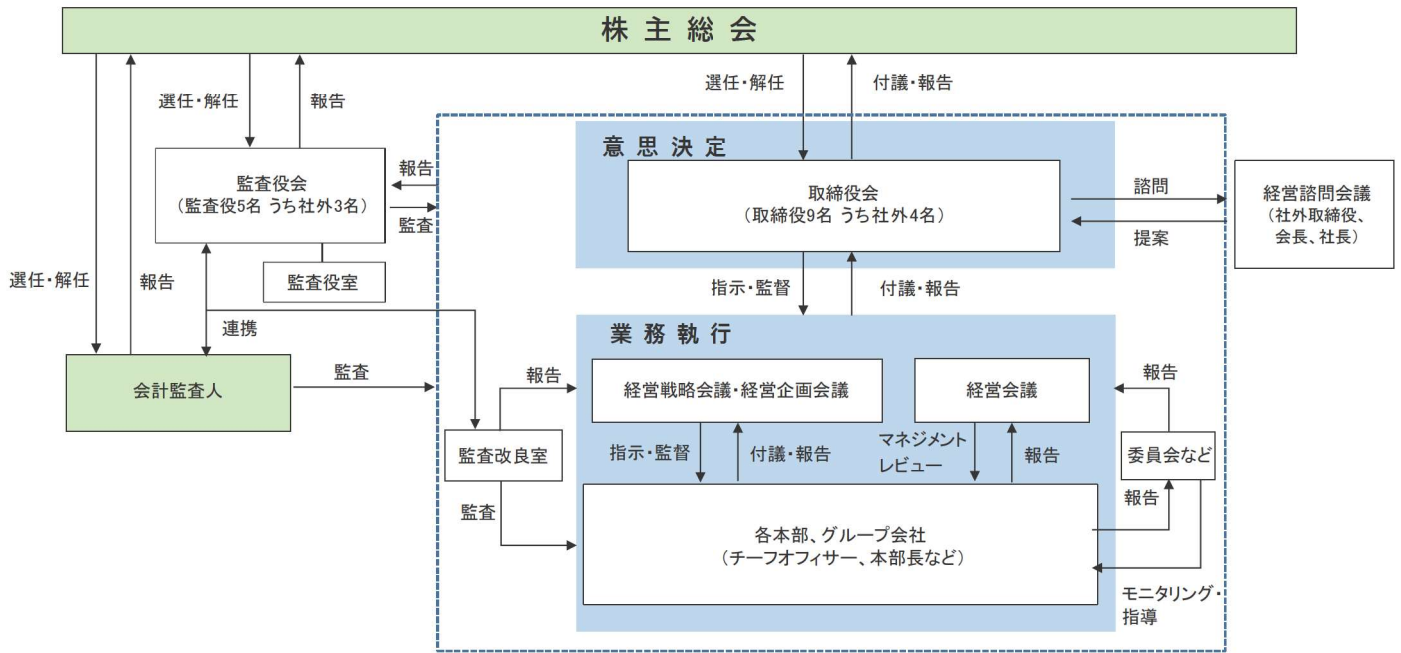 株主総会
選任・解任
報告
選任・解任
付議・報告
意思決定
監査役会
（監査役5名 うち社外3名）
報告
監査
取締役会
（取締役9名 うち社外4名）
諮問
提案
経営諮問会議
（社外取締役、
会長、社長）
監査役室
選任・解任
報告
指示・監督
付議・報告
連携
業務執行
会計監査人
監査
報告
経営戦略会議・経営企画会議
経営会議
報告
監査改良室
指示・監督
付議・報告
マネジメント
レビュー
報告
委員会など
監査
報告
各本部、グループ会社
（チーフオフィサー、本部長など）
モニタリング・
指導